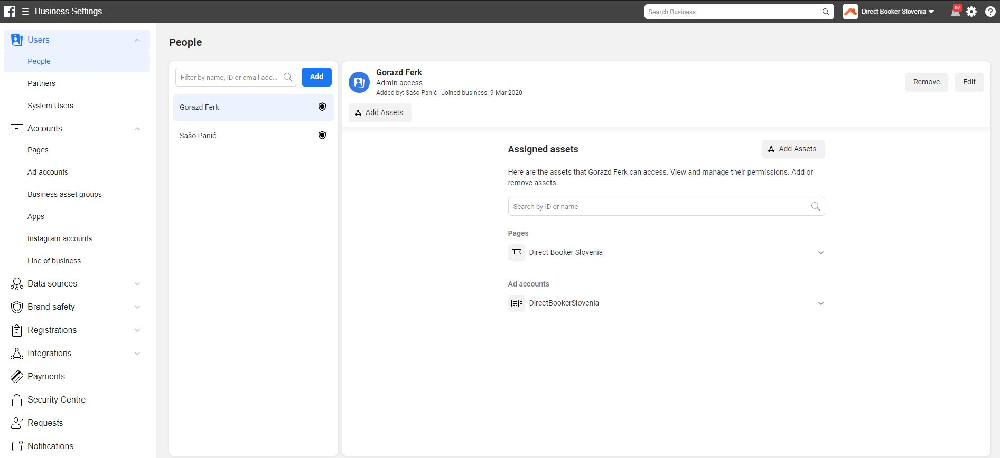 Business Settings
Search Business
Direct Booker Slovenia
97
Users
People
Partners
System Users
Accounts
Pages
Ad accounts
Business asset groups
Apps
Instagram accounts
Line of business
Data sources
Brand safety
Registrations
Integrations
Payments
Security Centre
Requests
Notifications
People
Filter by name, ID or email add...
Add
Gorazd Ferk
Sašo Panić
Gorazd Ferk
Admin access
Added by: Sašo Panić Joined business: 9 Mar 2020
Remove
Edit
Add Assets
Assigned assets
Add Assets
Here are the assets that Gorazd Ferk can access. View and manage their permissions. Add or
remove assets.
Search by ID or name
Pages
Direct Booker Slovenia
Ad accounts
DirectBookerSlovenia